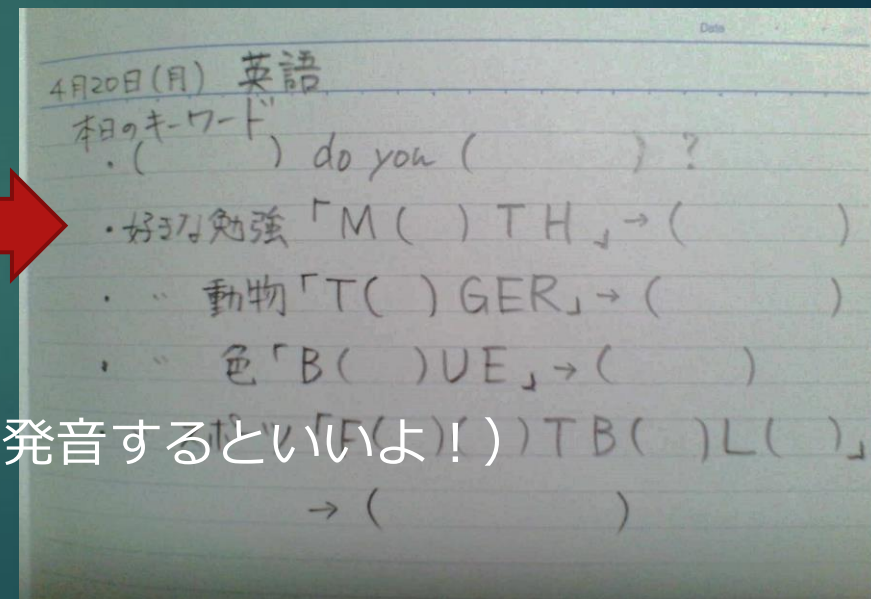 Date
4月20日(月) 英語
本日のキーワード
・( ) do you ( )?
・好きな勉強「M( )TH」→( )
・〃 動物「T( )GER」→( )
・〃 色「B( )UE」→( )
発音するといいよ!)
「F( )( )TB( )L( )」
→( )